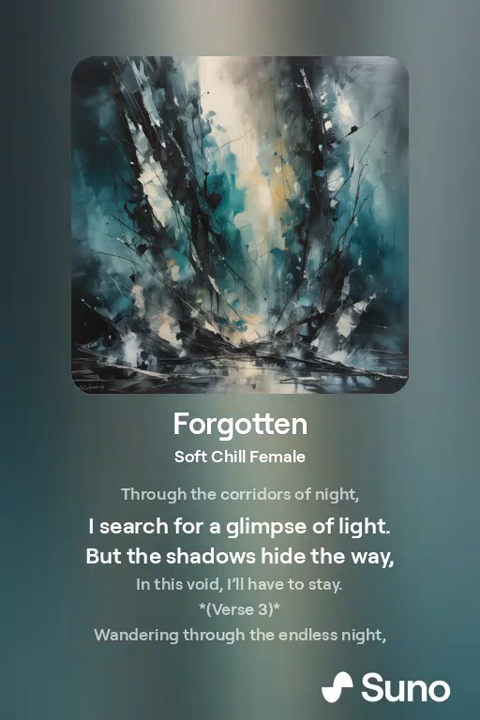 Forgotten
Soft Chill Female
Through the corridors of night,
I search for a glimpse of light.
But the shadows hide the way,
In this void, I'll have to stay.
*(Verse 3)*
Wandering through the endless night,
Suno